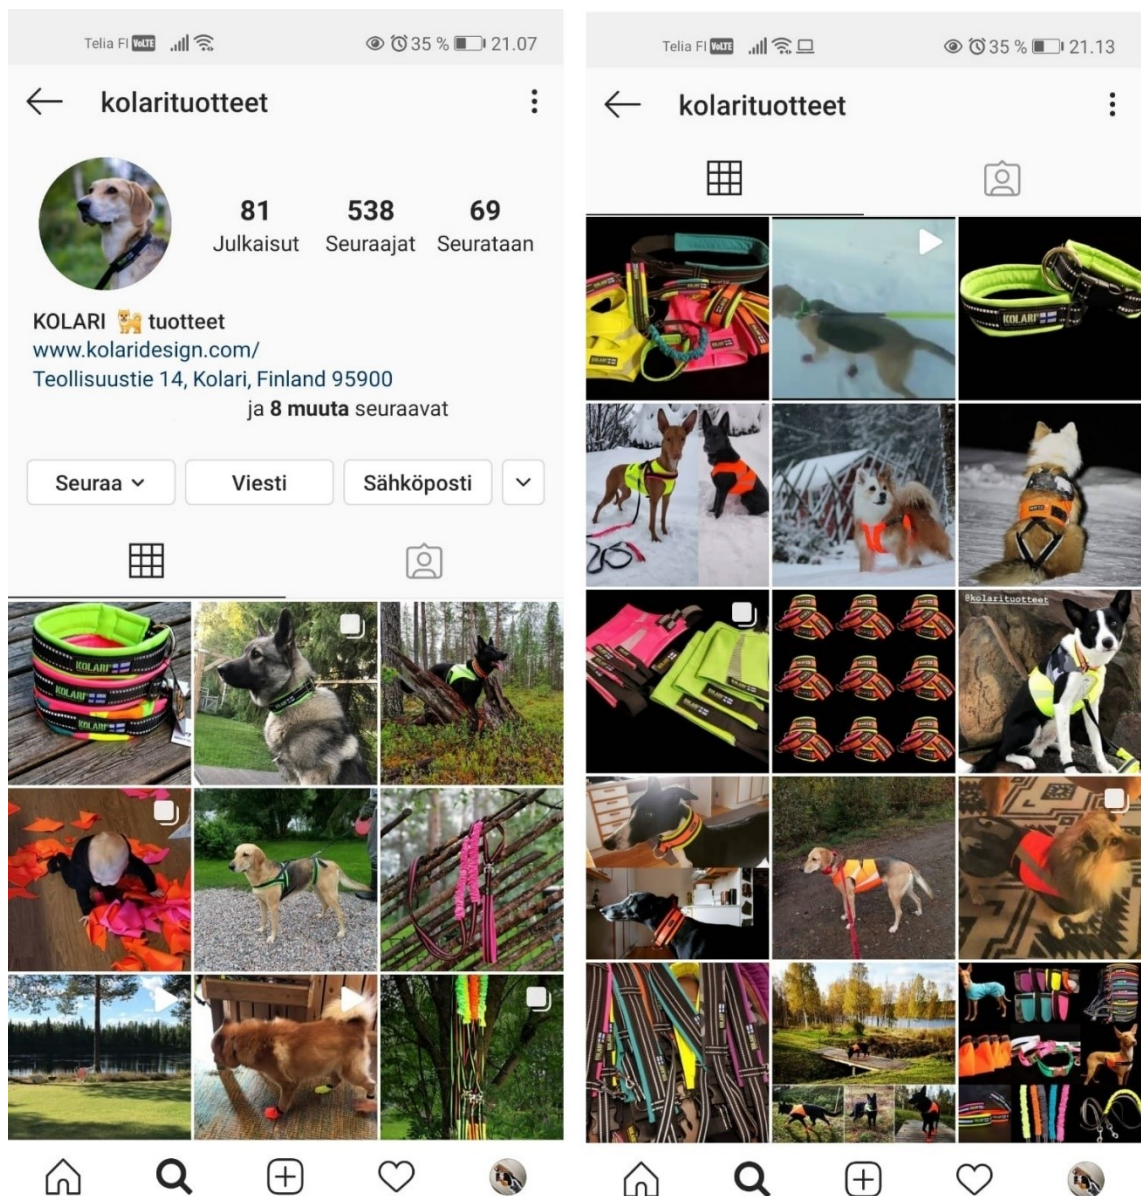 Telia FI VoLTE 35 % 21.07
kolarituotteet
81 538 69
Julkaisut Seuraajat Seurataan
KOLARI tuotteet
www.kolaridesign.com/
Teollisuustie 14, Kolari, Finland 95900
ja 8 muuta seuraavat
Seuraa Viesti Sähköposti
KOLARI
KOLARI
KOLARI
Telia FI VoLTE 35 % 21.13
kolarituotteet
KOLARI
@kolarituotteet